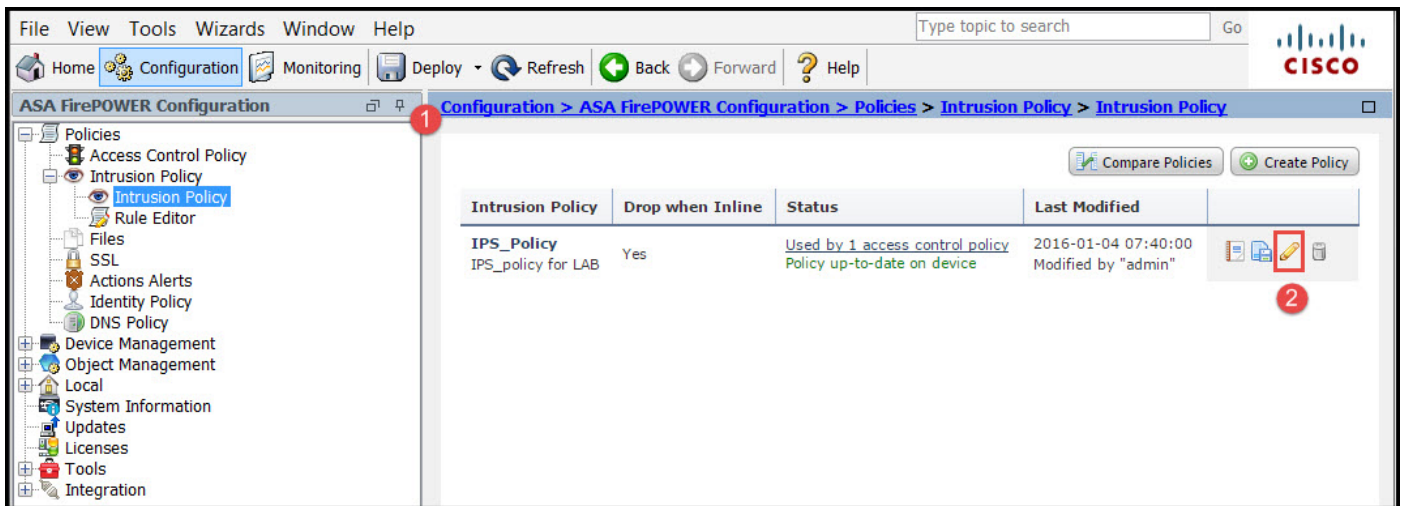 File View Tools Wizards Window Help
Type topic to search Go
CISCO
Home Configuration Monitoring Deploy Refresh Back Forward Help
ASA FirePOWER Configuration
1
Configuration > ASA FirePOWER Configuration > Policies > Intrusion Policy > Intrusion Policy
Policies
Access Control Policy
Intrusion Policy
Intrusion Policy
Rule Editor
Files
SSL
Actions Alerts
Identity Policy
DNS Policy
Device Management
Object Management
Local
System Information
Updates
Licenses
Tools
Integration
Compare Policies Create Policy
Intrusion Policy Drop when Inline Status Last Modified
IPS_Policy Yes Used by 1 access control policy 2016-01-04 07:40:00
IPS_policy for LAB Policy up-to-date on device Modified by "admin"
2